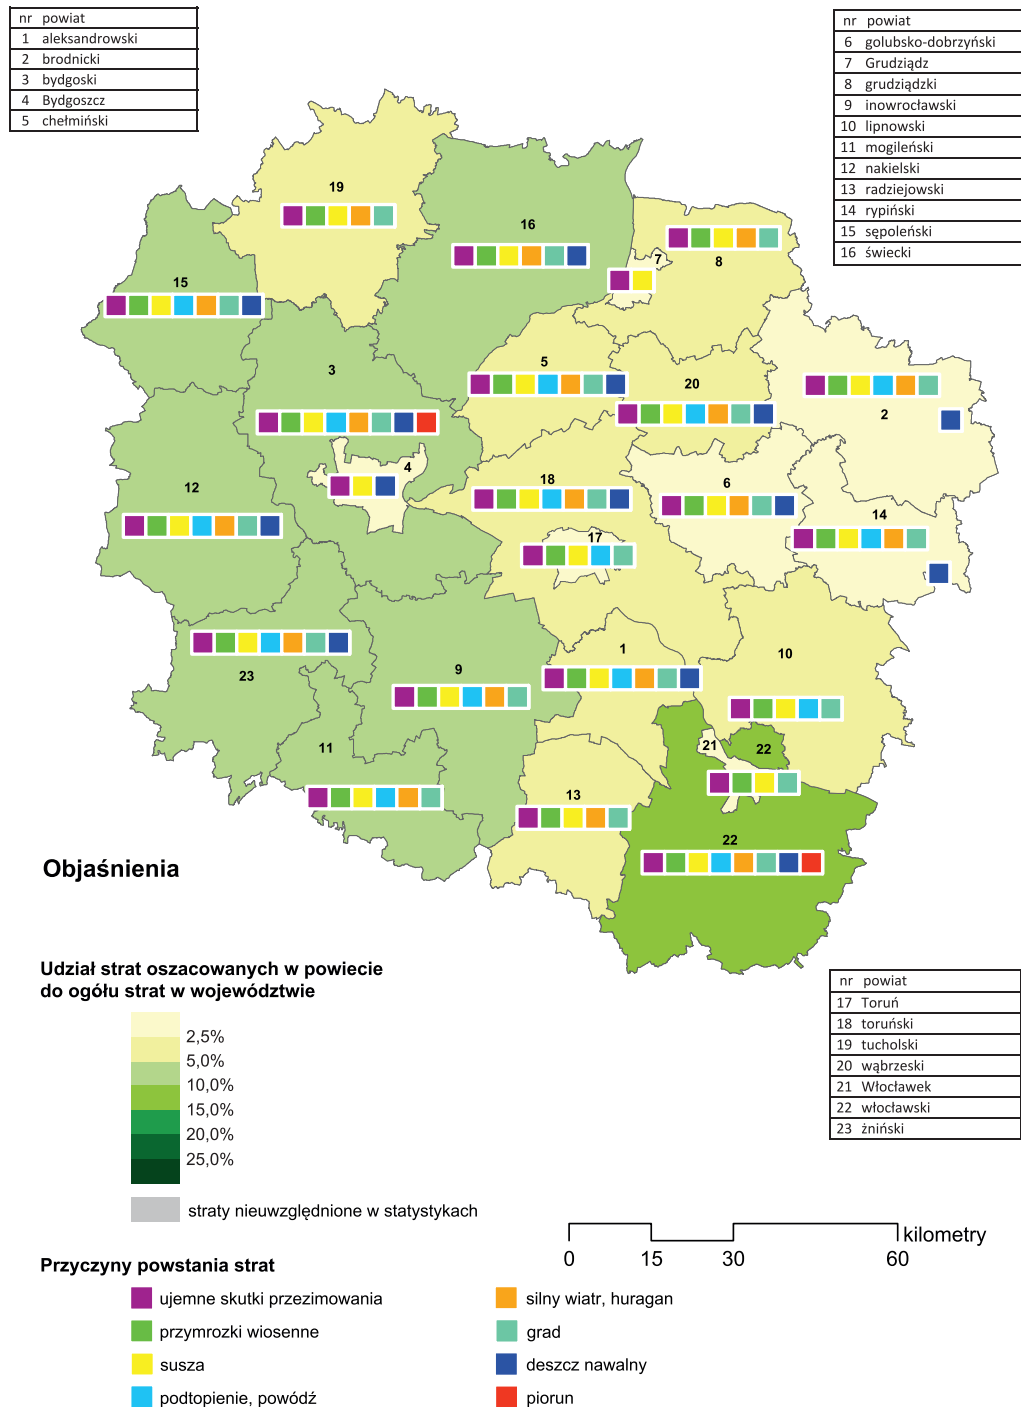 nr powiat
1 aleksandrowski
2 brodnicki
3 bydgoski
4 Bydgoszcz
5 chełmiński
nr powiat
6 golubsko-dobrzyński
7 Grudziądz
8 grudziądzki
9 inowrocławski
10 lipnowski
11 mogileński
12 nakielski
13 radziejowski
14 rypiński
15 sępoleński
16 świecki
19
16
7
8
15
3
5
20
2
4
12
18
6
14
17
1
9
10
23
11
21
22
13
22
Objaśnienia
Udział strat oszacowanych w powiecie
do ogółu strat w województwie
2,5%
5,0%
10,0%
15,0%
20,0%
25,0%
straty nieuwzględnione w statystykach
nr powiat
17 Toruń
18 toruński
19 tucholski
20 wąbrzeski
21 Włocławek
22 włocławski
23 żniński
kilometry
0 15 30 60
Przyczyny powstania strat
ujemne skutki przezimowania
przymrozki wiosenne
susza
podtopienie, powódź
silny wiatr, huragan
grad
deszcz nawalny
piorun